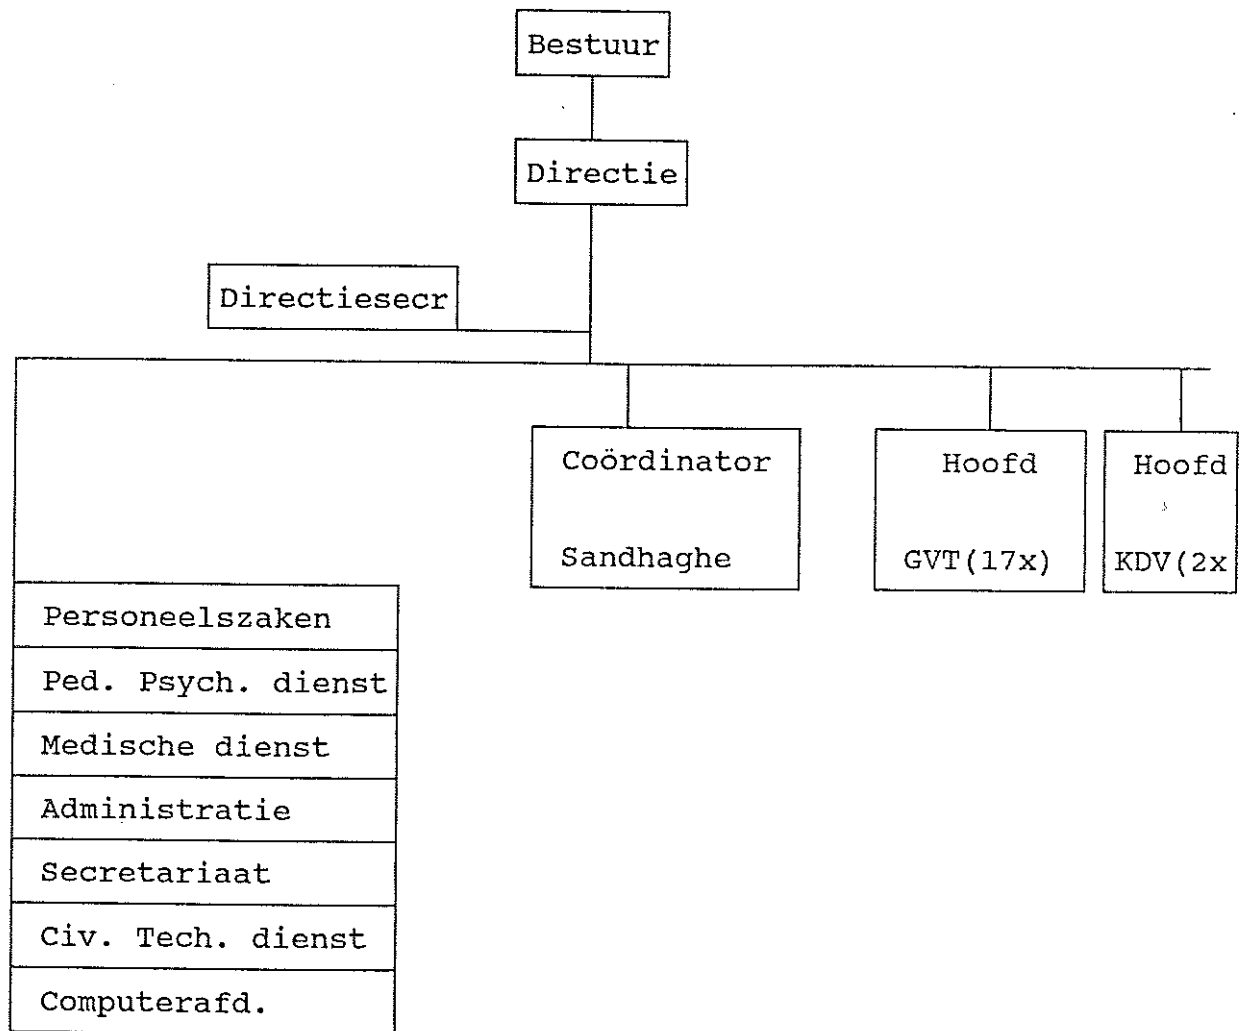 Bestuur
Directie
Directiesecr
Coördinator
Sandhaghe
Hoofd
GVT(17x)
Hoofd
KDV(2x
Personeelszaken
Ped. Psych. dienst
Medische dienst
Administratie
Secretariaat
Civ. Tech. dienst
Computerafd.